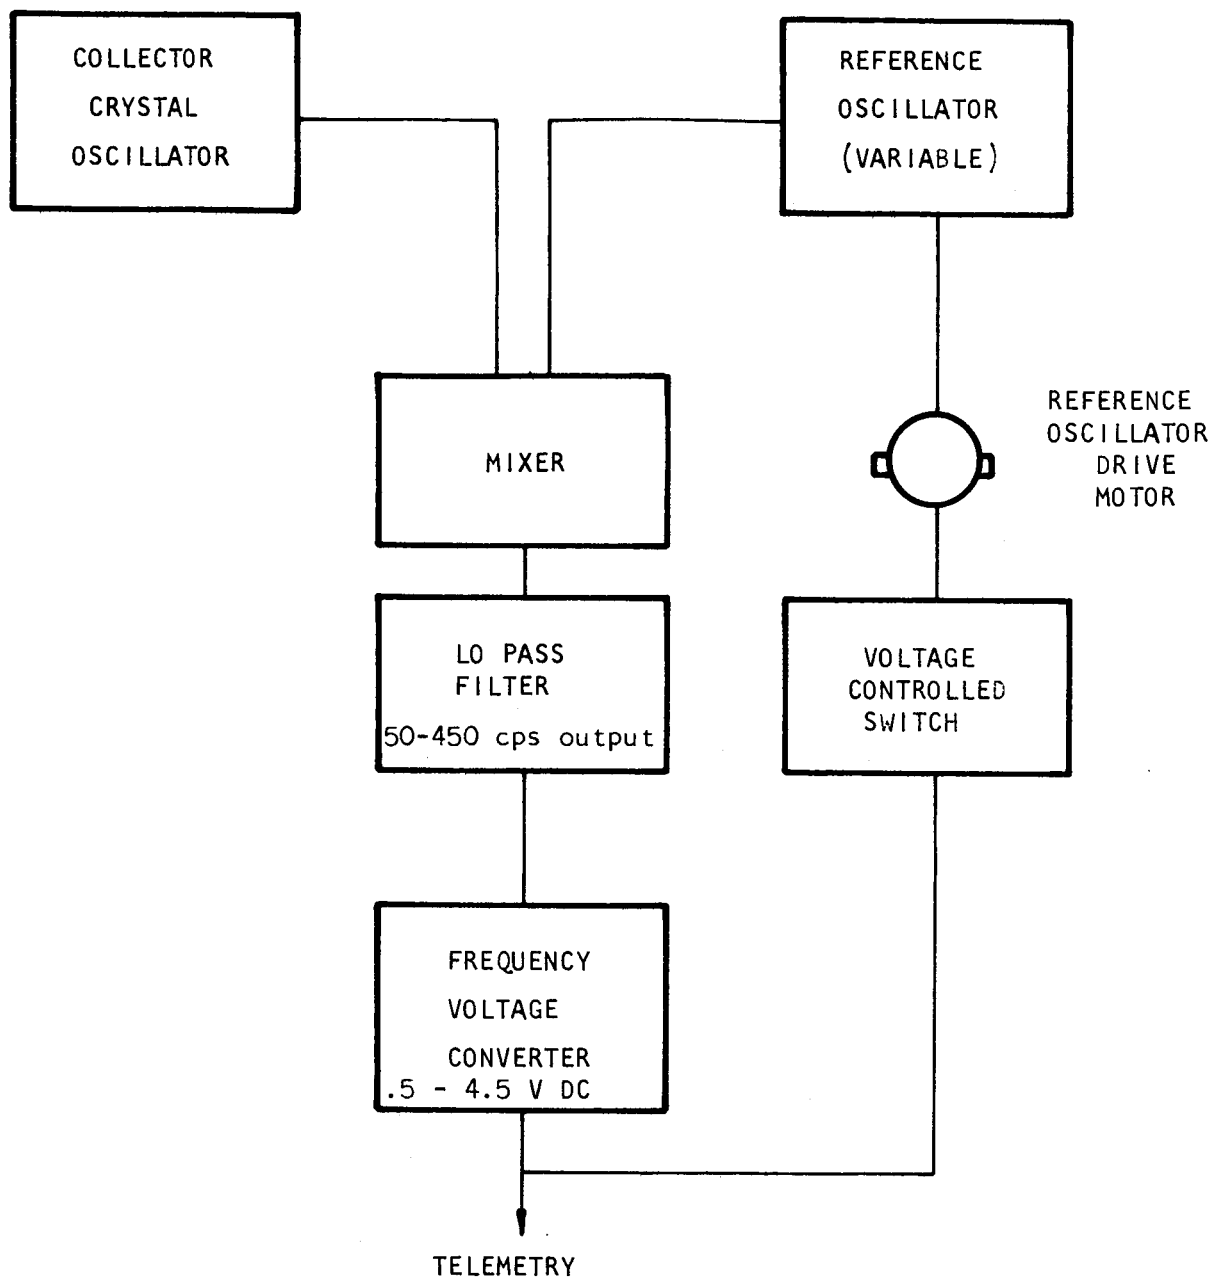 COLLECTOR
CRYSTAL
OSCILLATOR
REFERENCE
OSCILLATOR
(VARIABLE)
MIXER
REFERENCE
OSCILLATOR
DRIVE
MOTOR
LO PASS
FILTER
50-450 cps output
VOLTAGE
CONTROLLED
SWITCH
FREQUENCY
VOLTAGE
CONVERTER
.5 - 4.5 V DC
TELEMETRY